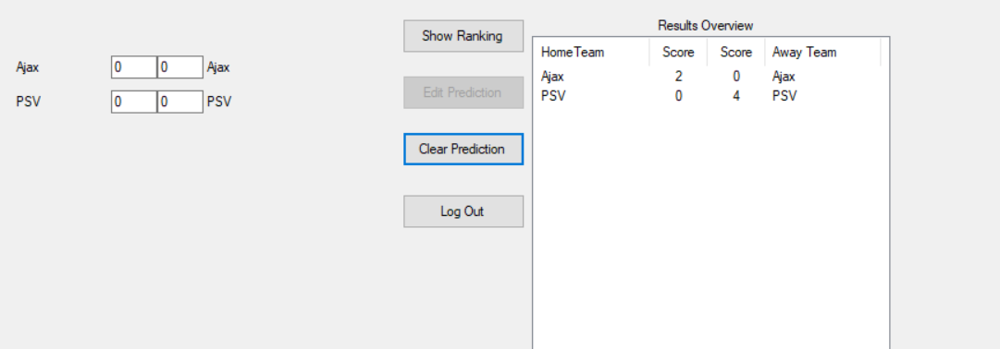 Ajax 0 0 Ajax
PSV 0 0 PSV
Show Ranking
Edit Prediction
Clear Prediction
Log Out
Results Overview
HomeTeam Score Score Away Team
Ajax 2 0 Ajax
PSV 0 4 PSV